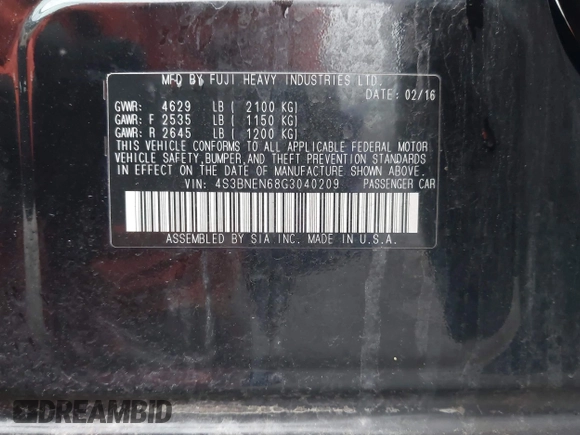 MFD BY FUJI HEAVY INDUSTRIES LTD.
DATE: 02/16
GVWR: 4629 LB ( 2100 KG)
GAWR: F 2535 LB ( 1150 KG)
GAWR: R 2645 LB ( 1200 KG)
THIS VEHICLE CONFORMS TO ALL APPLICABLE FEDERAL MOTOR
VEHICLE SAFETY, BUMPER, AND THEFT PREVENTION STANDARDS
IN EFFECT ON THE DATE OF MANUFACTURE SHOWN ABOVE.
VIN: 4S3BNEN68G3040209 PASSENGER CAR
ASSEMBLED BY SIA INC. MADE IN U.S.A.
DREAMBID